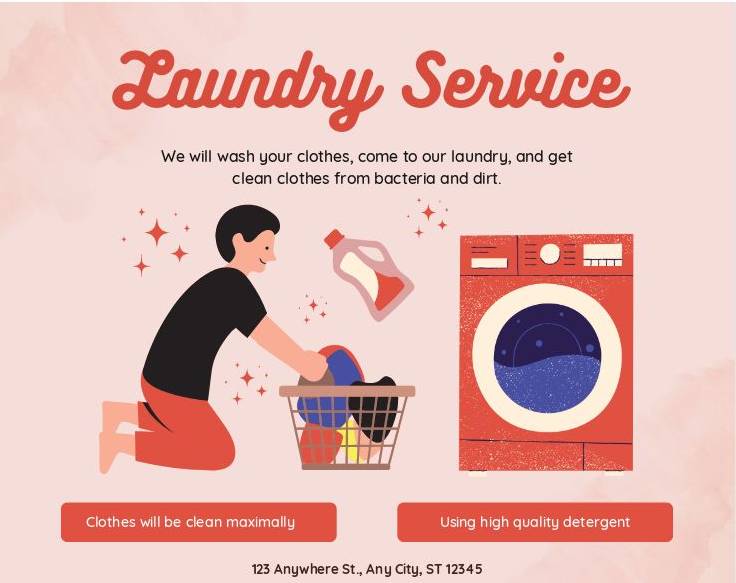 Laundry Service
We will wash your clothes, come to our laundry, and get
clean clothes from bacteria and dirt.
Clothes will be clean maximally
Using high quality detergent
123 Anywhere St., Any City, ST 12345